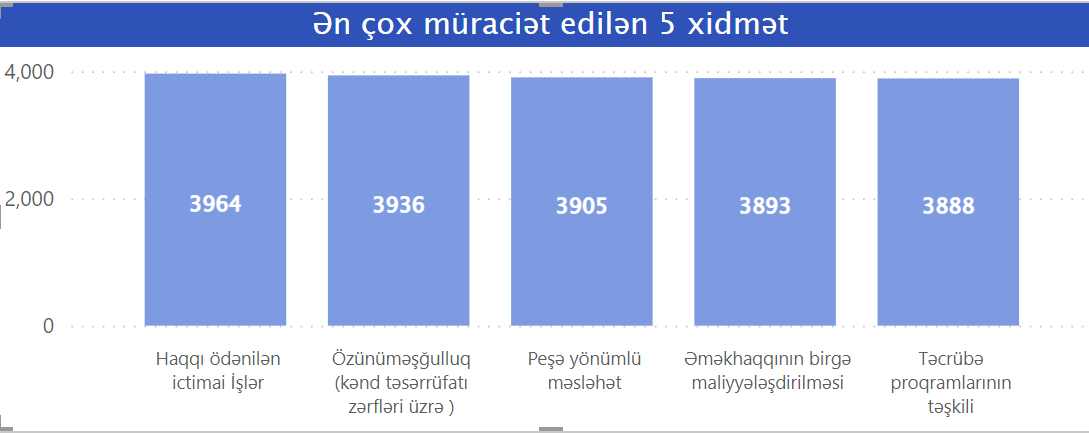 Ən çox müraciət edilən 5 xidmət
4,000
2,000
0
3964
3936
3905
3893
3888
Haqqı ödənilən
ictimai İşlər
Özünüməşğulluq
(kənd təsərrüfatı
zərfləri üzrə )
Peşə yönümlü
məsləhət
Əməkhaqqının birgə
maliyyələşdirilməsi
Təcrübə
proqramlarının
təşkili